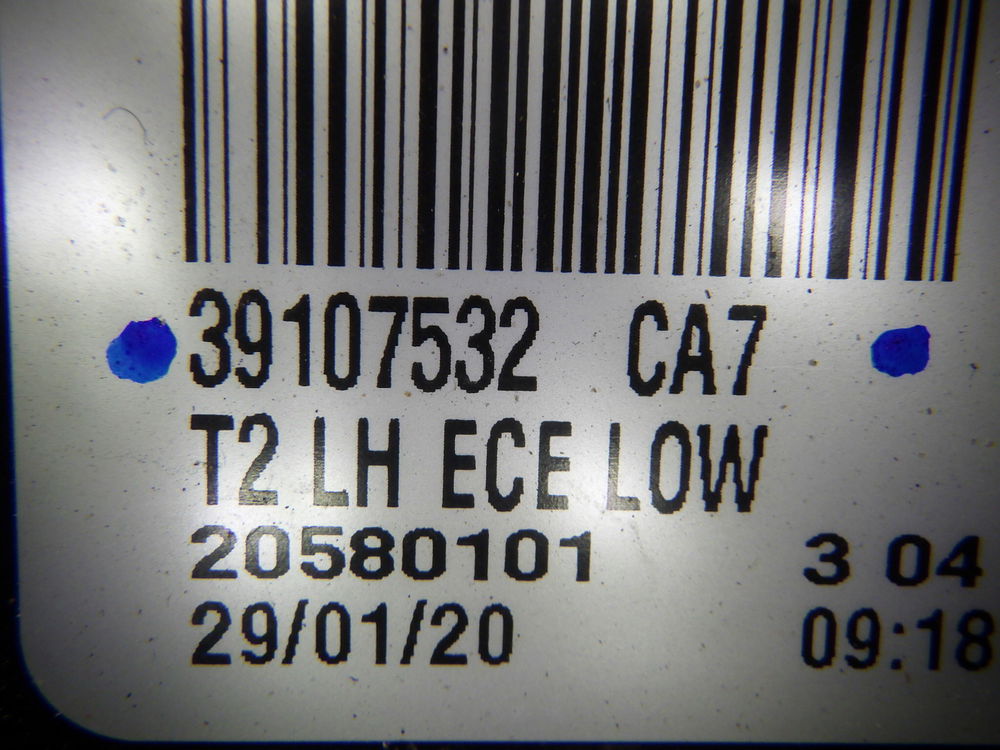 39107532 CA7
T2 LH ECE LOW
20580101 3 04
29/01/20 09:18